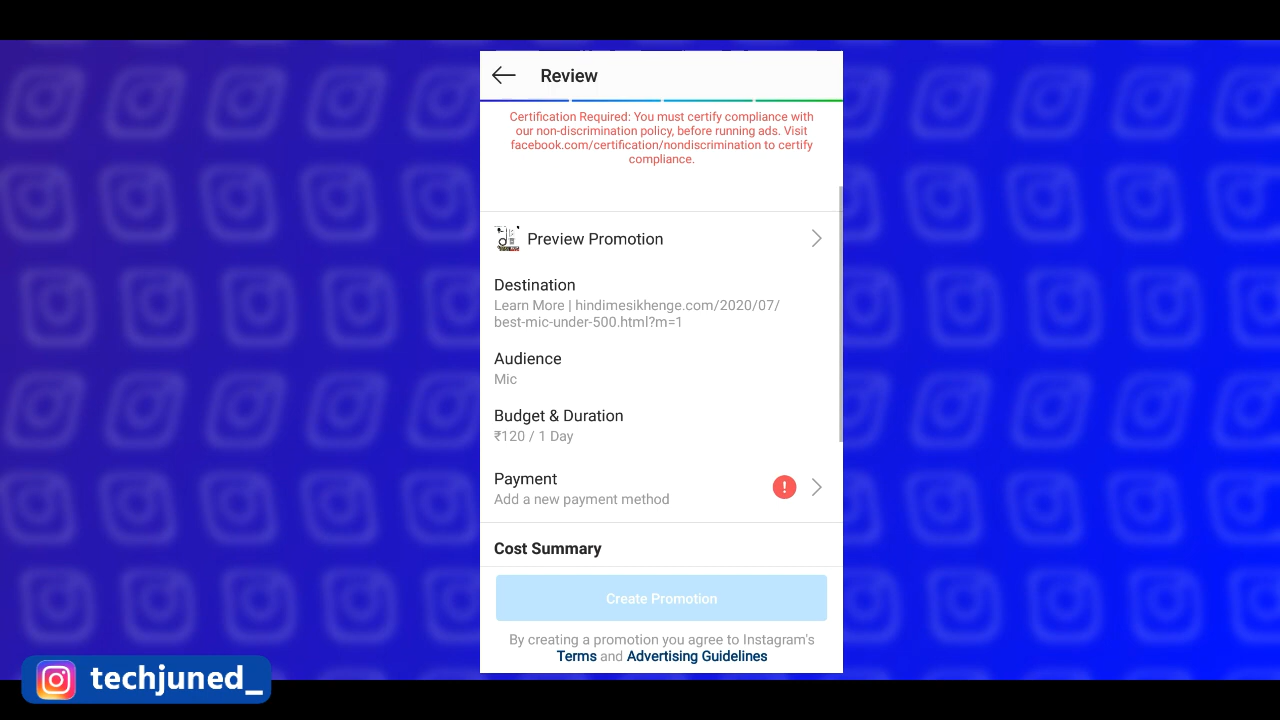 Review
Certification Required: You must certify compliance with
our non-discrimination policy, before running ads. Visit
facebook.com/certification/nondiscrimination to certify
compliance.
Preview Promotion
Destination
Learn More | hindimesikhenge.com/2020/07/
best-mic-under-500.html?m=1
Audience
Mic
Budget & Duration
₹120 / 1 Day
Payment
Add a new payment method
Cost Summary
Create Promotion
By creating a promotion you agree to Instagram's
Terms and Advertising Guidelines
techjuned_